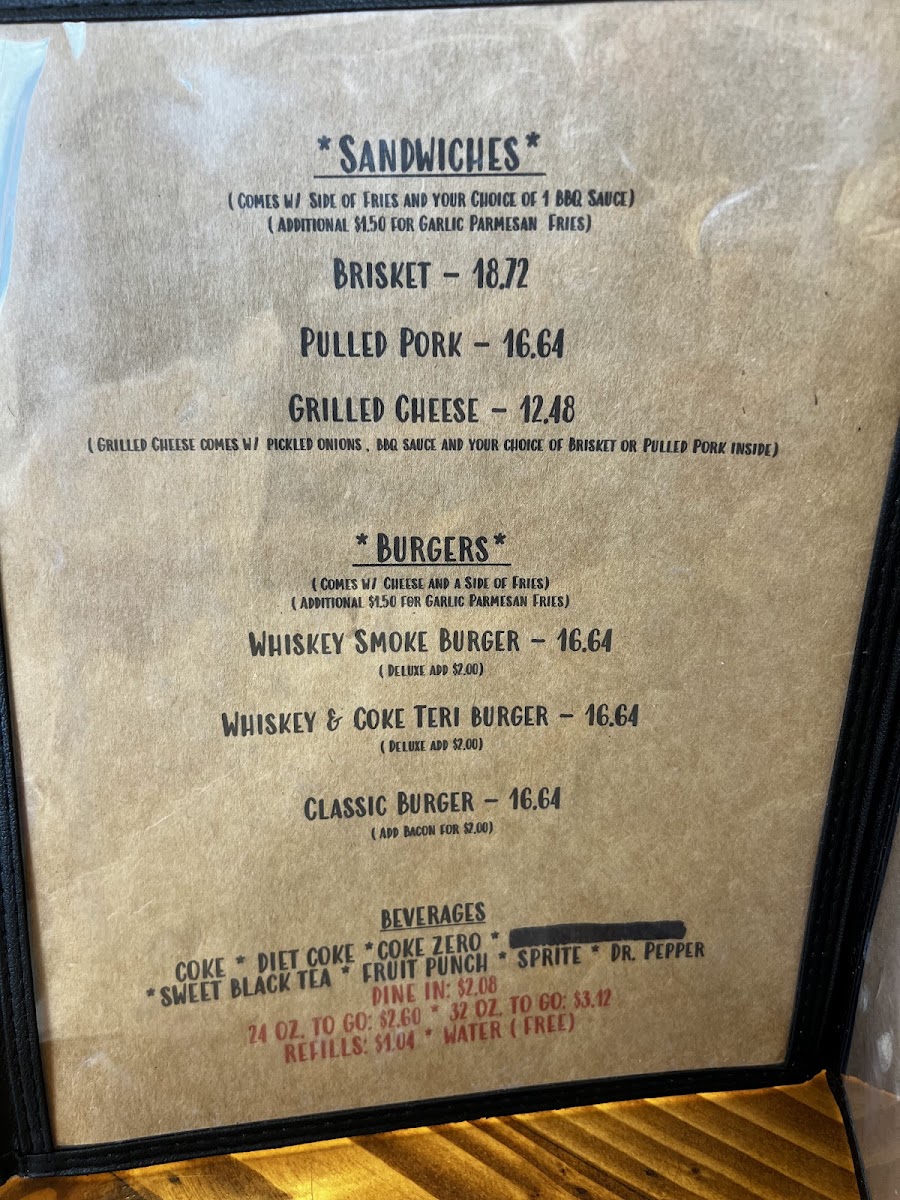 *SANDWICHES*
(COMES W/ SIDE OF FRIES AND YOUR CHOICE OF 1 BBQ SAUCE)
(ADDITIONAL $1.50 FOR GARLIC PARMESAN FRIES)
BRISKET - 18.72
PULLED PORK - 16.64
GRILLED CHEESE - 12.48
(GRILLED CHEESE COMES W/ PICKLED ONIONS, BBQ SAUCE AND YOUR CHOICE OF BRISKET OR PULLED PORK INSIDE)
*BURGERS*
(COMES W/ CHEESE AND A SIDE OF FRIES)
(ADDITIONAL $1.50 FOR GARLIC PARMESAN FRIES)
WHISKEY SMOKE BURGER - 16.64
(DELUXE ADD $2.00)
WHISKEY & COKE TERI BURGER - 16.64
(DELUXE ADD $2.00)
CLASSIC BURGER - 16.64
(ADD BACON FOR $2.00)
BEVERAGES
COKE * DIET COKE * COKE ZERO *
* SWEET BLACK TEA * FRUIT PUNCH * SPRITE * DR. PEPPER
DINE IN: $2.08
24 OZ. TO GO: $2.60 * 32 OZ. TO GO: $3.12
REFILLS: $1.04 * WATER (FREE)